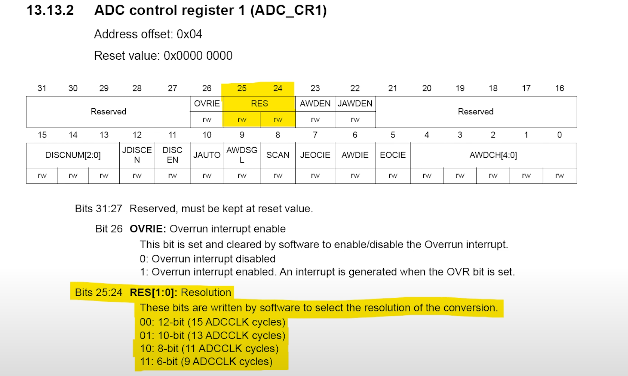 13.13.2 ADC control register 1 (ADC_CR1)
Address offset: 0x04
Reset value: 0x0000 0000
31 30 29 28 27 26 25 24 23 22 21 20 19 18 17 16
Reserved OVRIE RES AWDEN JAWDEN Reserved
rw rw rw rw rw
15 14 13 12 11 10 9 8 7 6 5 4 3 2 1 0
DISCNUM[2:0] JDISCE N DISC EN JAUTO AWDSG L SCAN JEOCIE AWDIE EOCIE AWDCH[4:0]
rw rw rw rw rw rw rw rw rw rw rw rw rw rw rw rw
Bits 31:27 Reserved, must be kept at reset value.
Bit 26 OVRIE: Overrun interrupt enable
This bit is set and cleared by software to enable/disable the Overrun interrupt.
0: Overrun interrupt disabled
1: Overrun interrupt enabled. An interrupt is generated when the OVR bit is set.
Bits 25:24 RES[1:0]: Resolution
These bits are written by software to select the resolution of the conversion.
00: 12-bit (15 ADCCLK cycles)
01: 10-bit (13 ADCCLK cycles)
10: 8-bit (11 ADCCLK cycles)
11: 6-bit (9 ADCCLK cycles)